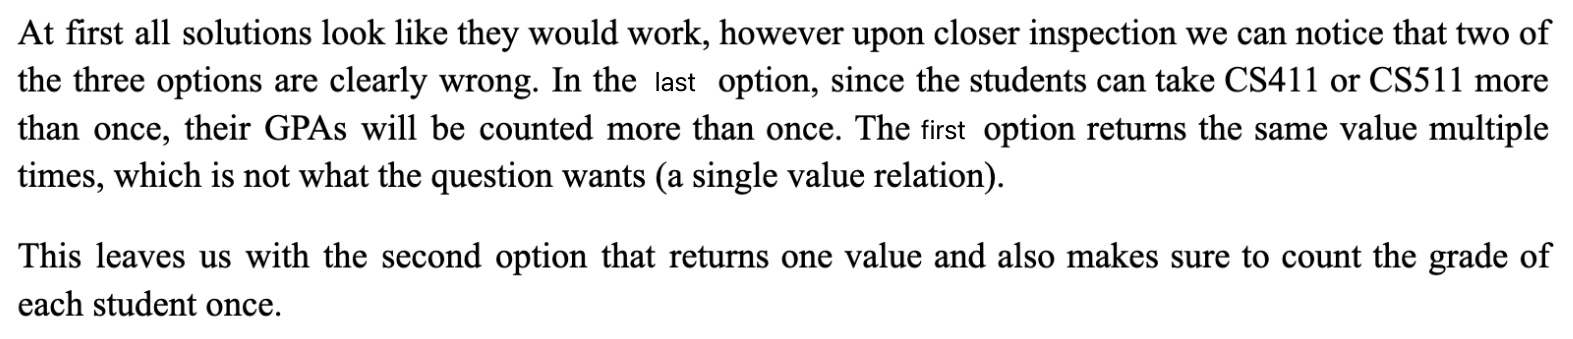 At first all solutions look like they would work, however upon closer inspection we can notice that two of
the three options are clearly wrong. In the last option, since the students can take CS411 or CS511 more
than once, their GPAs will be counted more than once. The first option returns the same value multiple
times, which is not what the question wants (a single value relation).
This leaves us with the second option that returns one value and also makes sure to count the grade of
each student once.